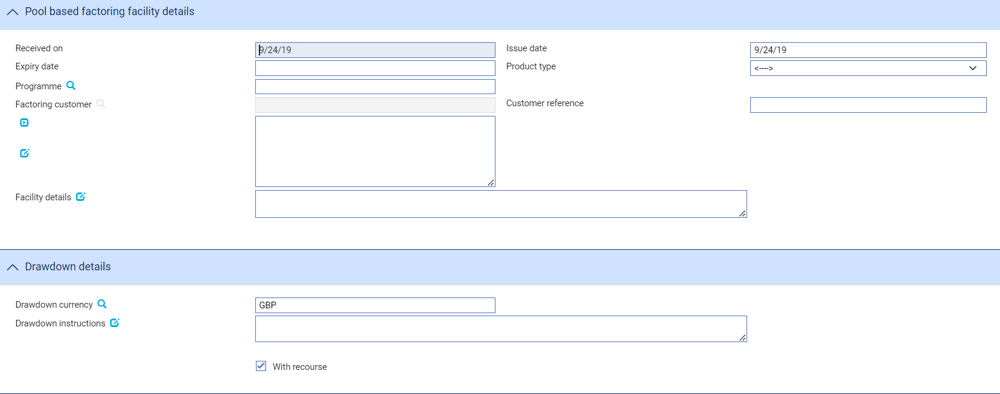 Pool based factoring facility details
Received on 9/24/19 Issue date 9/24/19
Expiry date Product type <---->
Programme
Factoring customer Customer reference
Facility details
Drawdown details
Drawdown currency GBP
Drawdown instructions
With recourse